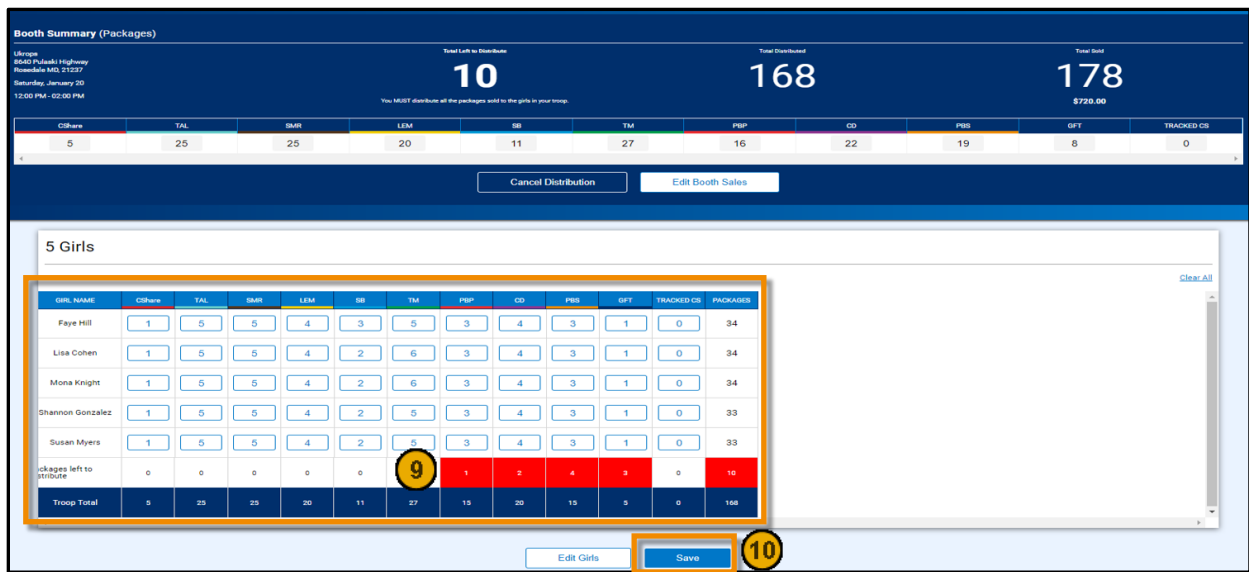 Booth Summary (Packages)
Ukrops
8640 Pulaski Highway
Rosedale MD, 21237
Saturday, January 20
12:00 PM - 02:00 PM
Total Left to Distribute
10
You MUST distribute all the packages sold to the girls in your troop.
Total Distributed
168
Total Sold
178
$720.00
CShare TAL SMR LEM SB TM PBP CD PBS GFT TRACKED CS
5 25 25 20 11 27 16 22 19 8 0
Cancel Distribution Edit Booth Sales
5 Girls
Clear All
GIRL NAME CShare TAL SMR LEM SB TM PBP CD PBS GFT TRACKED CS PACKAGES
Faye Hill 1 5 5 4 3 5 3 4 3 1 0 34
Lisa Cohen 1 5 5 4 2 6 3 4 3 1 0 34
Mona Knight 1 5 5 4 2 6 3 4 3 1 0 34
Shannon Gonzalez 1 5 5 4 2 5 3 4 3 1 0 33
Susan Myers 1 5 5 4 2 5 3 4 3 1 0 33
ckages left to
stribute 0 0 0 0 0 9 1 2 4 3 0 10
Troop Total 5 25 25 20 11 27 15 20 15 5 0 168
Edit Girls Save 10